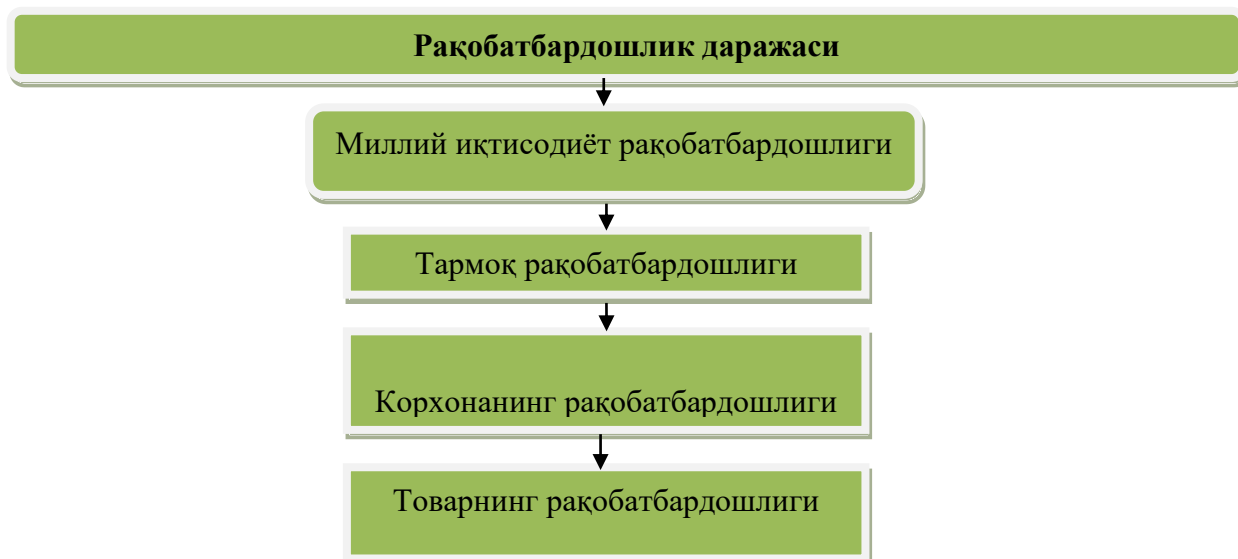 Рақобатбардошлик даражаси
Миллий иқтисодиёт рақобатбардошлиги
Тармоқ рақобатбардошлиги
Корхонанинг рақобатбардошлиги
Товарнинг рақобатбардошлиги